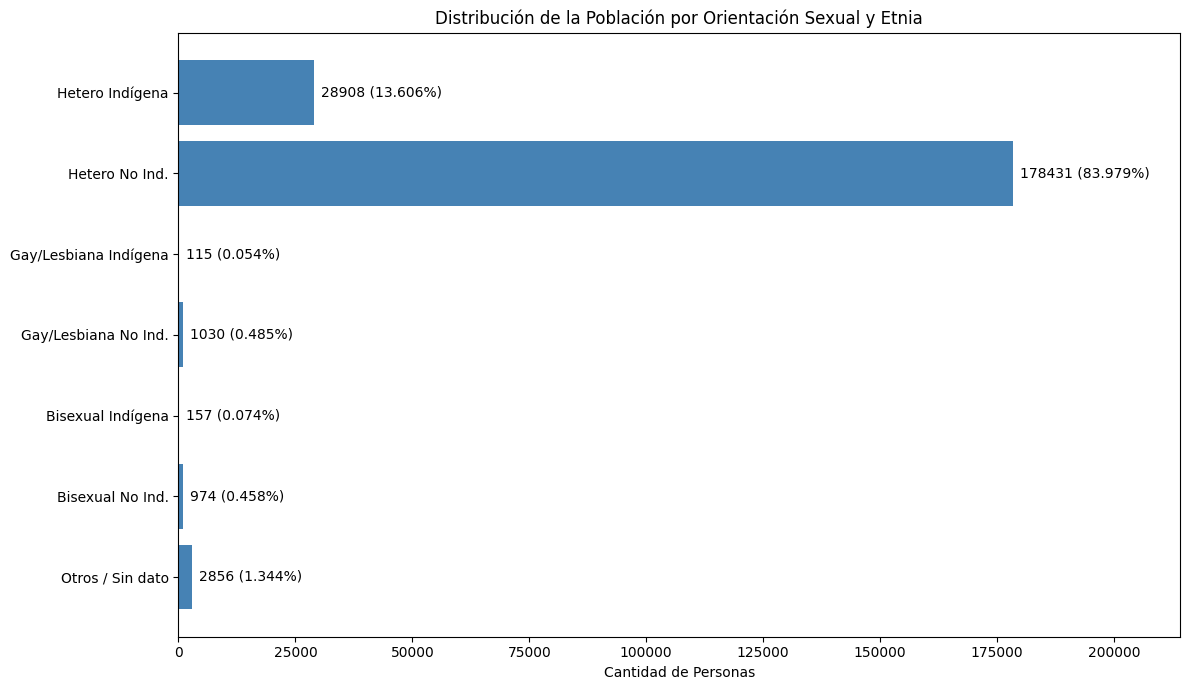 Distribución de la Población por Orientación Sexual y Etnia
Hetero Indígena
28908 (13.606%)
Hetero No Ind.
178431 (83.979%)
Gay/Lesbiana Indígena
115 (0.054%)
Gay/Lesbiana No Ind.
1030 (0.485%)
Bisexual Indígena
157 (0.074%)
Bisexual No Ind.
974 (0.458%)
Otros / Sin dato
2856 (1.344%)
0 25000 50000 75000 100000 125000 150000 175000 200000
Cantidad de Personas